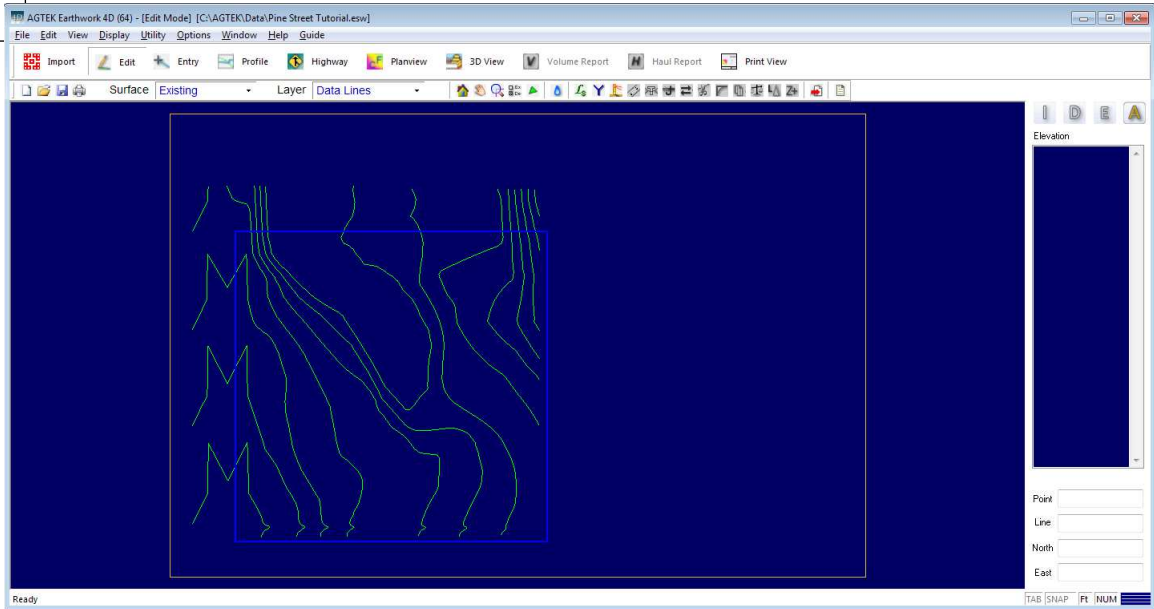 AGTEK Earthwork 4D (64) - [Edit Mode] [C:\AGTEK\Data\Pine Street Tutorial.esw]
File Edit View Display Utility Options Window Help Guide
Import Edit Entry Profile Highway Planview 3D View Volume Report Haul Report Print View
Surface Existing Layer Data Lines
I D E A
Elevation
Point
Line
North
East
Ready TAB SNAP Ft NUM